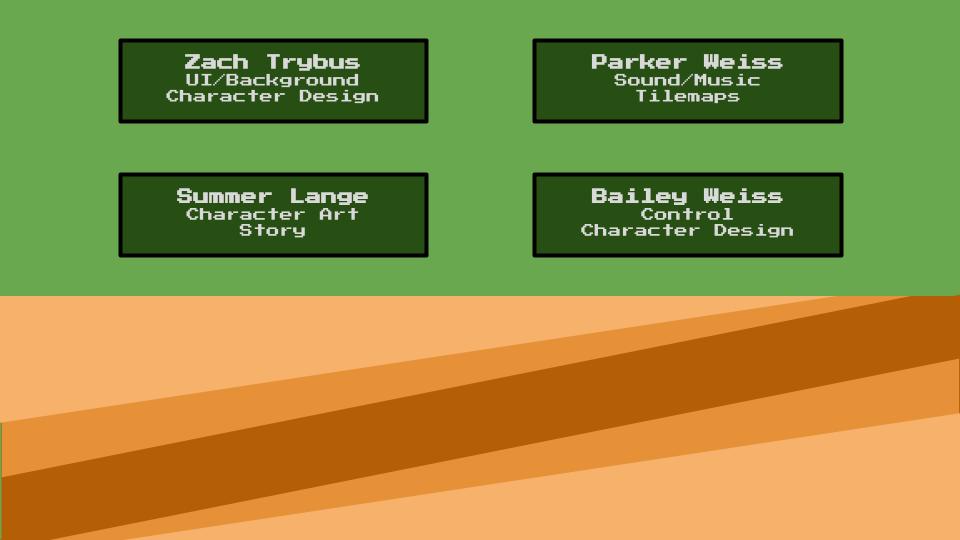 Zach Trybus
UI/Background
Character Design
Parker Weiss
Sound/Music
Tilemaps
Summer Lange
Character Art
Story
Bailey Weiss
Control
Character Design